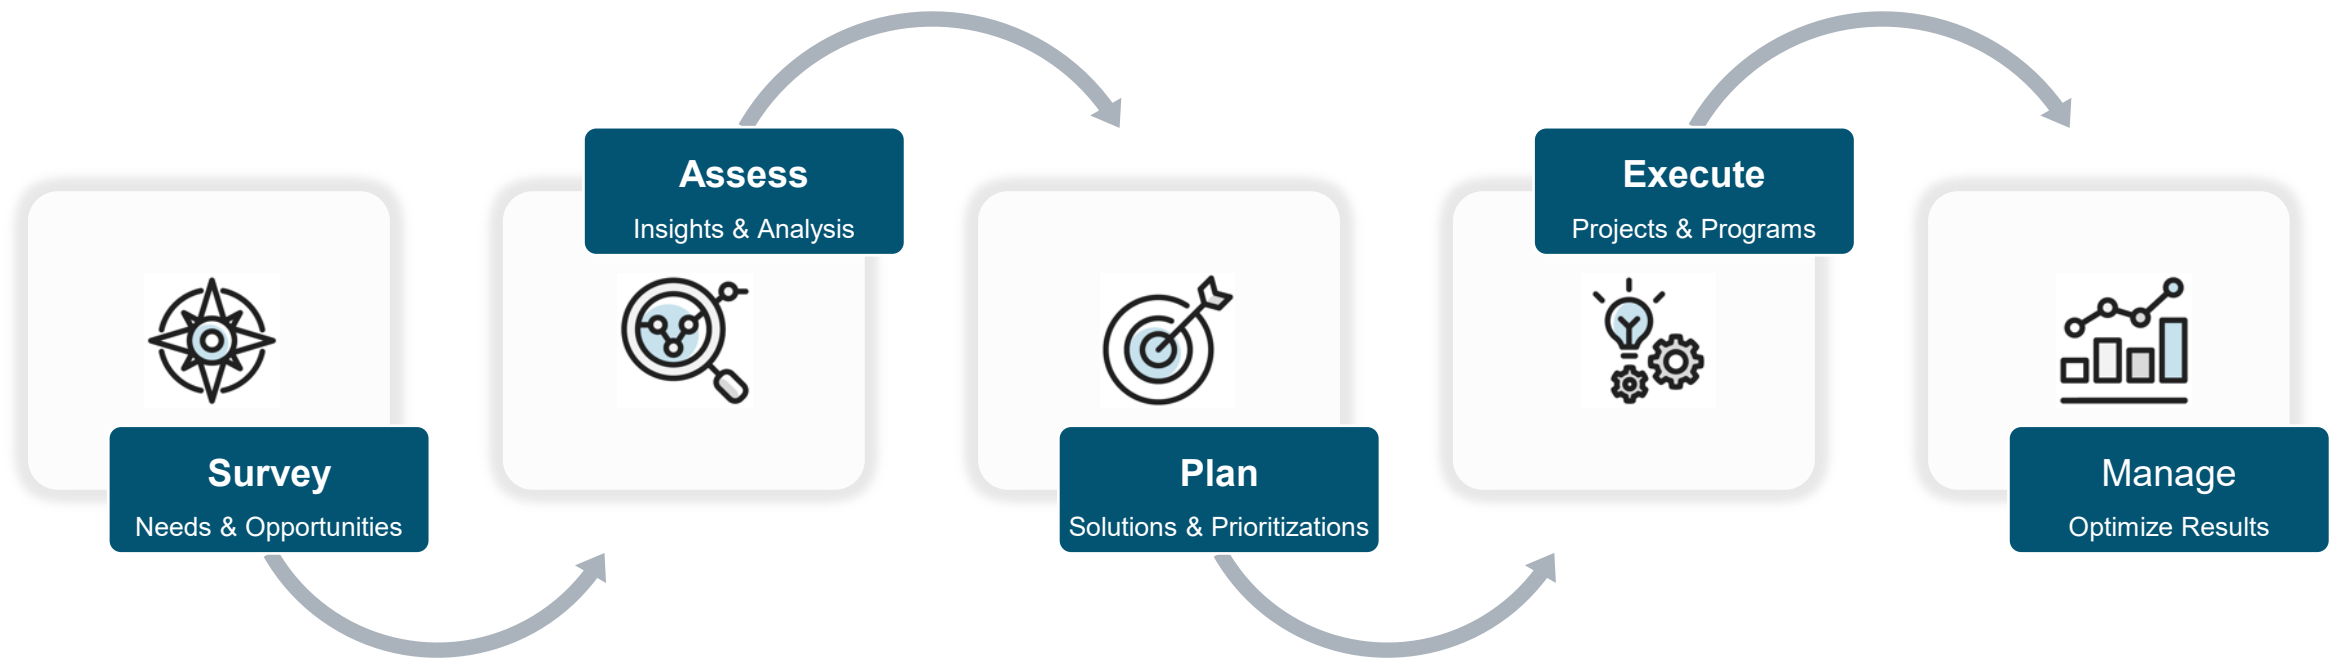 Survey
Needs & Opportunities
Assess
Insights & Analysis
Plan
Solutions & Prioritizations
Execute
Projects & Programs
Manage
Optimize Results